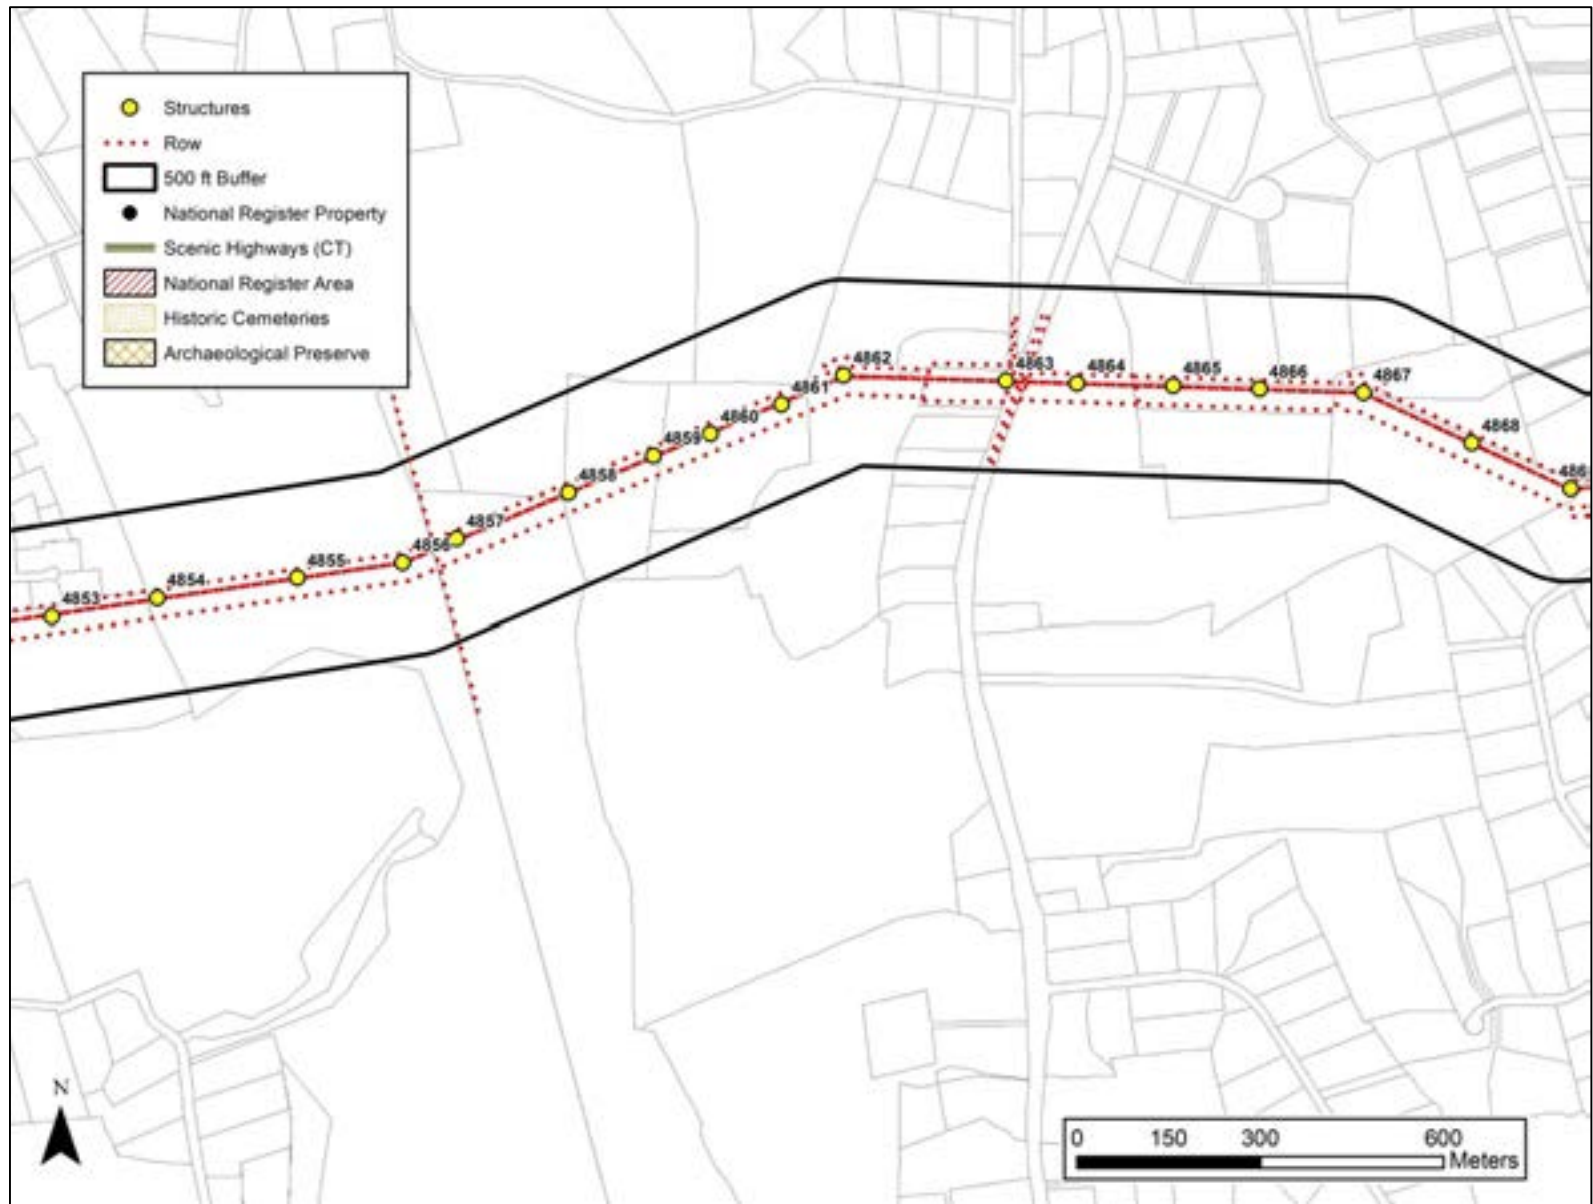 Structures
Row
500 ft Buffer
National Register Property
Scenic Highways (CT)
National Register Area
Historic Cemeteries
Archaeological Preserve
4862
4863
4864
4865
4866
4867
4861
4860
4868
4859
4858
486
4857
4856
4855
4854
4853
N
0 150 300 600
Meters